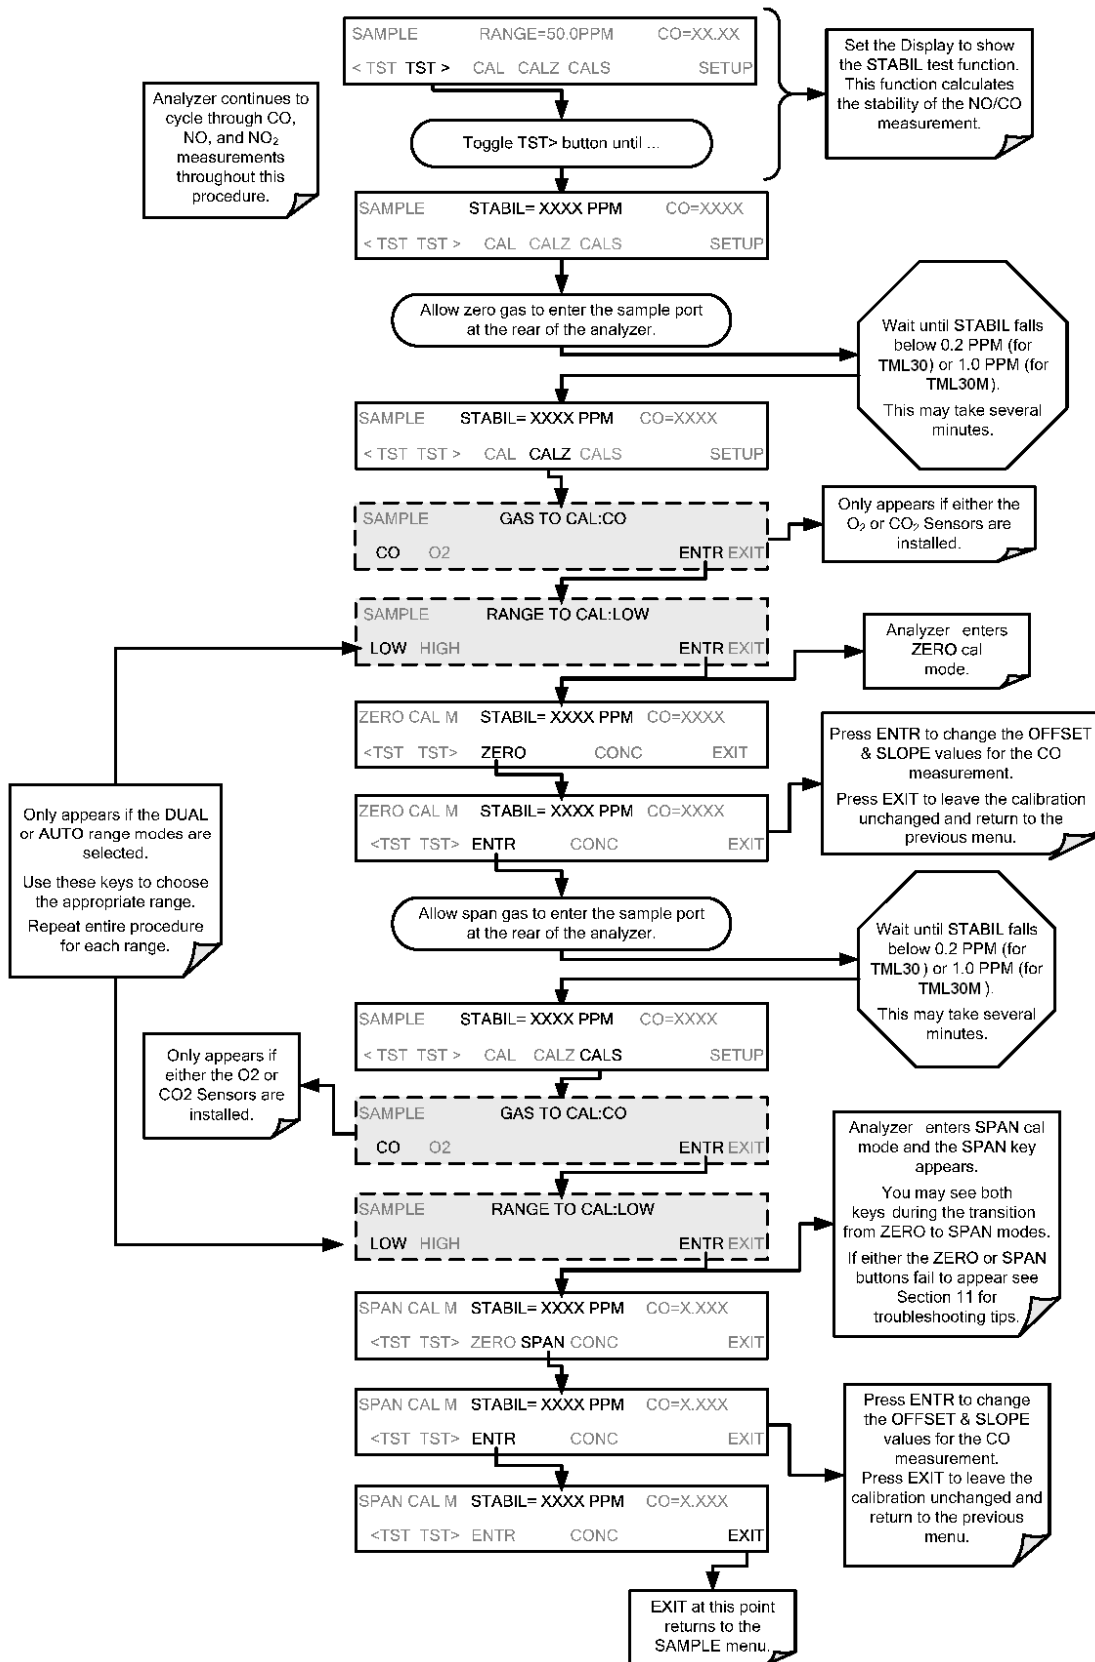 SAMPLE RANGE=50.0PPM CO=XX.XX
< TST TST > CAL CALZ CALS SETUP
Set the Display to show
the STABIL test function.
This function calculates
the stability of the NO/CO
measurement.
Analyzer continues to
cycle through CO,
NO, and NO₂
measurements
throughout this
procedure.
Toggle TST> button until ...
SAMPLE STABIL= XXXX PPM CO=XXXX
< TST TST > CAL CALZ CALS SETUP
Allow zero gas to enter the sample port
at the rear of the analyzer.
Wait until STABIL falls
below 0.2 PPM (for
TML30) or 1.0 PPM (for
TML30M).
This may take several
minutes.
SAMPLE STABIL= XXXX PPM CO=XXXX
< TST TST > CAL CALZ CALS SETUP
SAMPLE GAS TO CAL:CO
CO O2 ENTR EXIT
Only appears if either the
O₂ or CO₂ Sensors are
installed.
SAMPLE RANGE TO CAL:LOW
LOW HIGH ENTR EXIT
Analyzer enters
ZERO cal
mode.
ZERO CAL M STABIL= XXXX PPM CO=XXXX
<TST TST> ZERO CONC EXIT
Press ENTR to change the OFFSET
& SLOPE values for the CO
measurement.
Press EXIT to leave the calibration
unchanged and return to the
previous menu.
Only appears if the DUAL
or AUTO range modes are
selected.
Use these keys to choose
the appropriate range.
Repeat entire procedure
for each range.
ZERO CAL M STABIL= XXXX PPM CO=XXXX
<TST TST> ENTR CONC EXIT
Allow span gas to enter the sample port
at the rear of the analyzer.
Wait until STABIL falls
below 0.2 PPM (for
TML30) or 1.0 PPM (for
TML30M).
This may take several
minutes.
SAMPLE STABIL= XXXX PPM CO=XXXX
< TST TST > CAL CALZ CALS SETUP
Only appears if
either the O2 or
CO2 Sensors are
installed.
SAMPLE GAS TO CAL:CO
CO O2 ENTR EXIT
Analyzer enters SPAN cal
mode and the SPAN key
appears.
You may see both
keys during the transition
from ZERO to SPAN modes.
If either the ZERO or SPAN
buttons fail to appear see
Section 11 for
troubleshooting tips.
SAMPLE RANGE TO CAL:LOW
LOW HIGH ENTR EXIT
SPAN CAL M STABIL= XXXX PPM CO=X.XXX
<TST TST> ZERO SPAN CONC EXIT
SPAN CAL M STABIL= XXXX PPM CO=X.XXX
<TST TST> ENTR CONC EXIT
Press ENTR to change
the OFFSET & SLOPE
values for the CO
measurement.
Press EXIT to leave the
calibration unchanged and
return to the previous
menu.
SPAN CAL M STABIL= XXXX PPM CO=X.XXX
<TST TST> ENTR CONC EXIT
EXIT at this point
returns to the
SAMPLE menu.